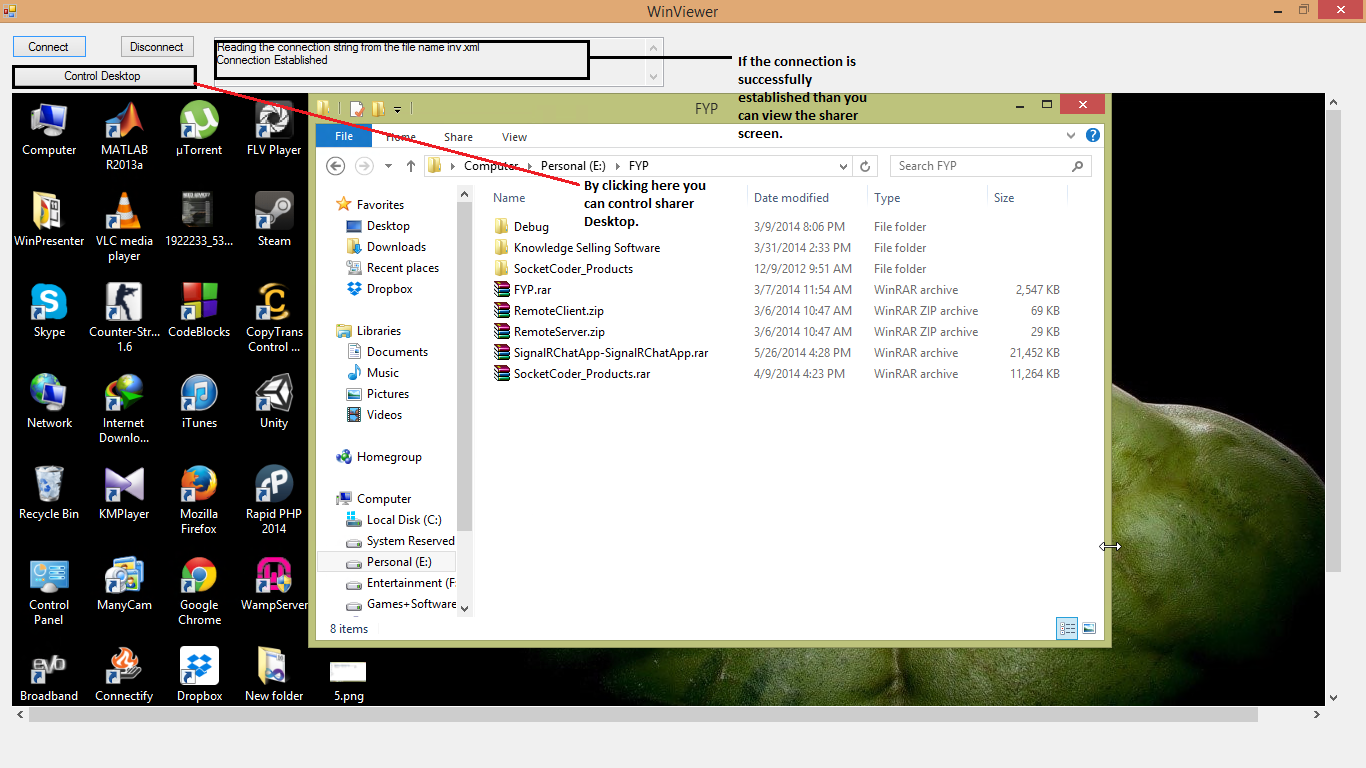 WinViewer
Connect
Disconnect
Reading the connection string from the file name inv.xml
Connection Established
Control Desktop
If the connection is
successfully
established than you
can view the sharer
screen.
By clicking here you
can control sharer
Desktop.
Computer
MATLAB
R2013a
µTorrent
FLV Player
WinPresenter
VLC media
player
1922233_53...
Steam
Skype
Counter-Str...
1.6
CodeBlocks
CopyTrans
Control ...
Network
Internet
Downlo...
iTunes
Unity
Recycle Bin
KMPlayer
Mozilla
Firefox
Rapid PHP
2014
Control
Panel
ManyCam
Google
Chrome
WampServer
evo
Broadband
Connectify
Dropbox
New folder
5.png
FYP
File
Home
Share
View
Computer
Personal (E:)
FYP
Search FYP
Favorites
Desktop
Downloads
Recent places
Dropbox
Libraries
Documents
Music
Pictures
Videos
Homegroup
Computer
Local Disk (C:)
System Reserved
Personal (E:)
Entertainment (F:
Games+Software
Name Date modified Type Size
Debug 3/9/2014 8:06 PM File folder
Knowledge Selling Software 3/31/2014 2:33 PM File folder
SocketCoder_Products 12/9/2012 9:51 AM File folder
FYP.rar 3/7/2014 11:54 AM WinRAR archive 2,547 KB
RemoteClient.zip 3/6/2014 10:47 AM WinRAR ZIP archive 69 KB
RemoteServer.zip 3/6/2014 10:47 AM WinRAR ZIP archive 29 KB
SignalRChatApp-SignalRChatApp.rar 5/26/2014 4:28 PM WinRAR archive 21,452 KB
SocketCoder_Products.rar 4/9/2014 4:23 PM WinRAR archive 11,264 KB
8 items